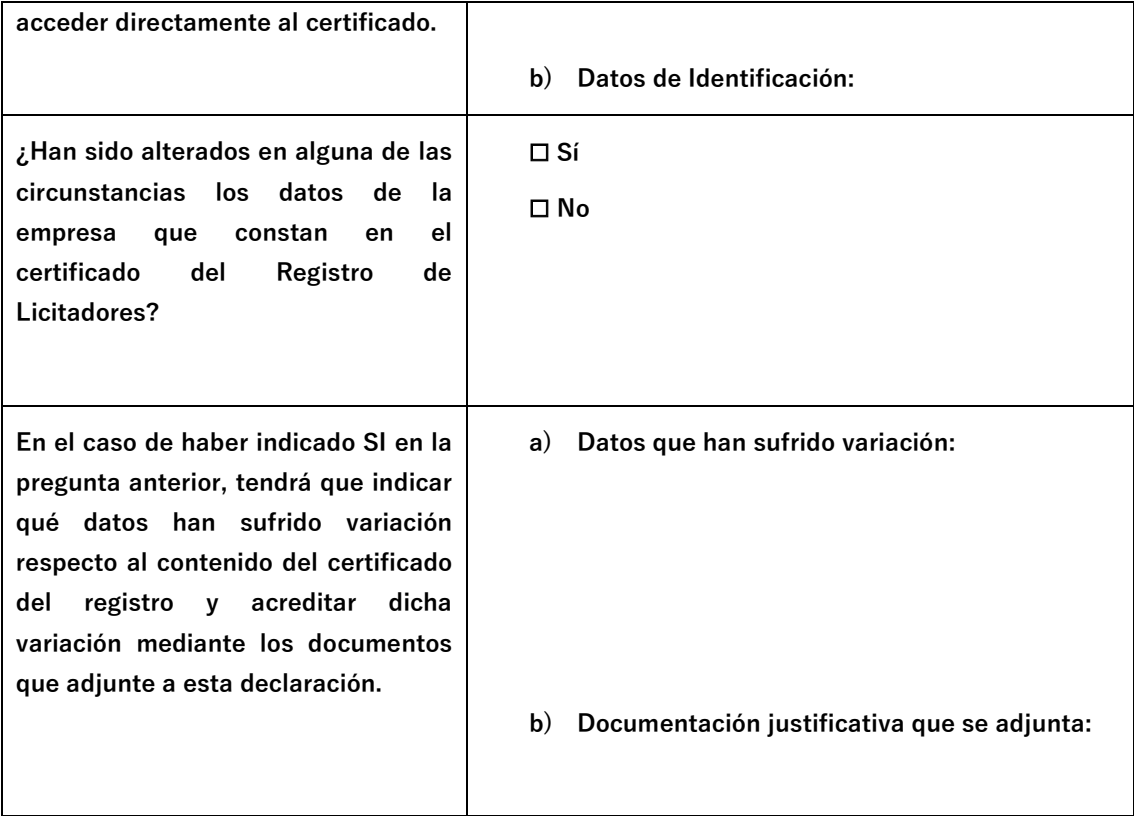 acceder directamente al certificado.
b) Datos de Identificación:
¿Han sido alterados en alguna de las
circunstancias los datos de la
empresa que constan en el
certificado del Registro de
Licitadores?
☐ Sí
☐ No
En el caso de haber indicado SI en la
pregunta anterior, tendrá que indicar
qué datos han sufrido variación
respecto al contenido del certificado
del registro y acreditar dicha
variación mediante los documentos
que adjunte a esta declaración.
a) Datos que han sufrido variación:
b) Documentación justificativa que se adjunta: